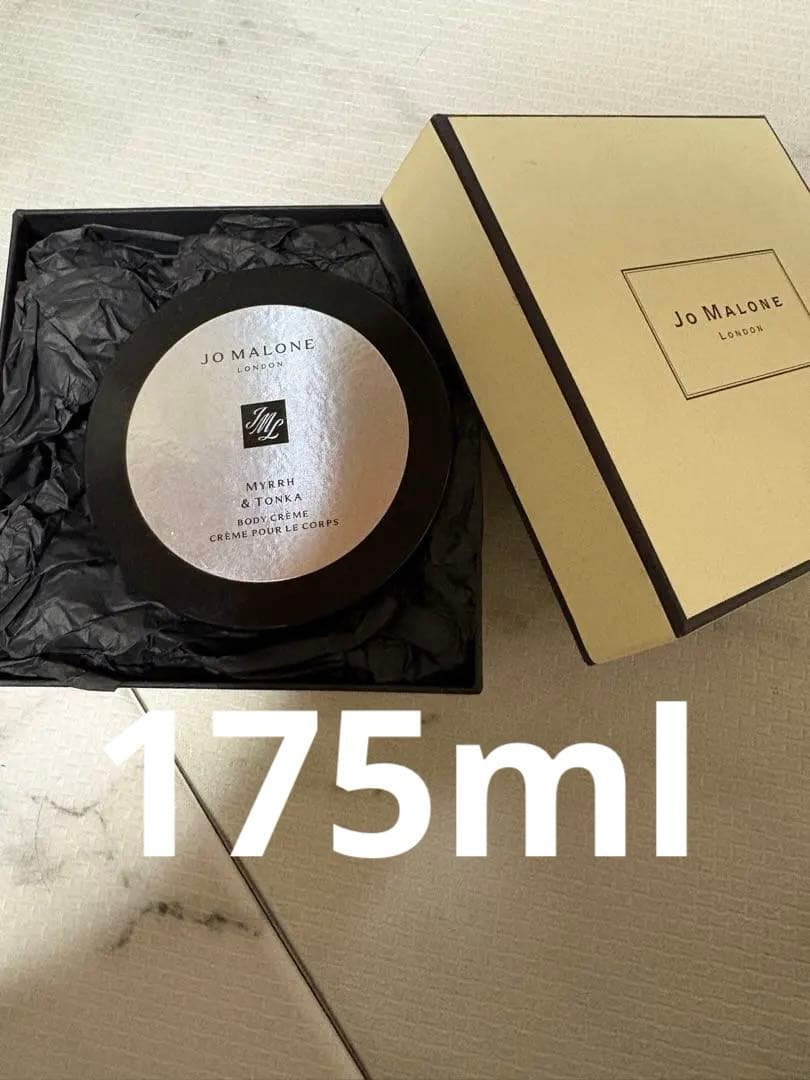 JO MALONE
LONDON
JML
MYRRH
& TONKA
BODY CRÈME
CRÈME POUR LE CORPS
JO MALONE
LONDON
175ml